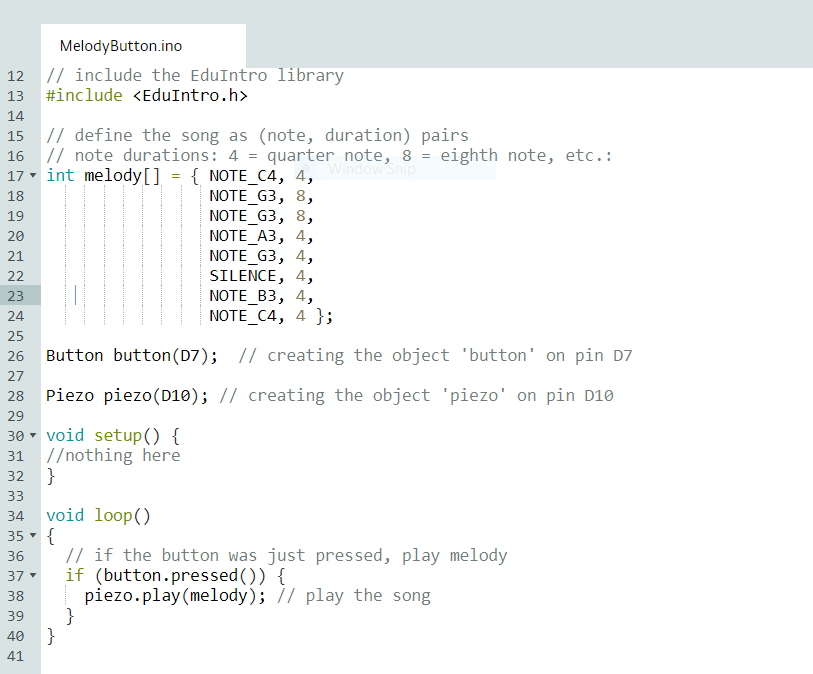 MelodyButton.ino
12 // include the EduIntro library
13 #include <EduIntro.h>
14
15 // define the song as (note, duration) pairs
16 // note durations: 4 = quarter note, 8 = eighth note, etc.:
Window Snip
17 int melody[] = { NOTE_C4, 4,
18 NOTE_G3, 8,
19 NOTE_G3, 8,
20 NOTE_A3, 4,
21 NOTE_G3, 4,
22 SILENCE, 4,
23 NOTE_B3, 4,
24 NOTE_C4, 4 };
25
26 Button button(D7);  // creating the object 'button' on pin D7
27
28 Piezo piezo(D10); // creating the object 'piezo' on pin D10
29
30 void setup() {
31 //nothing here
32 }
33
34 void loop()
35 {
36 // if the button was just pressed, play melody
37 if (button.pressed()) {
38 piezo.play(melody); // play the song
39 }
40 }
41